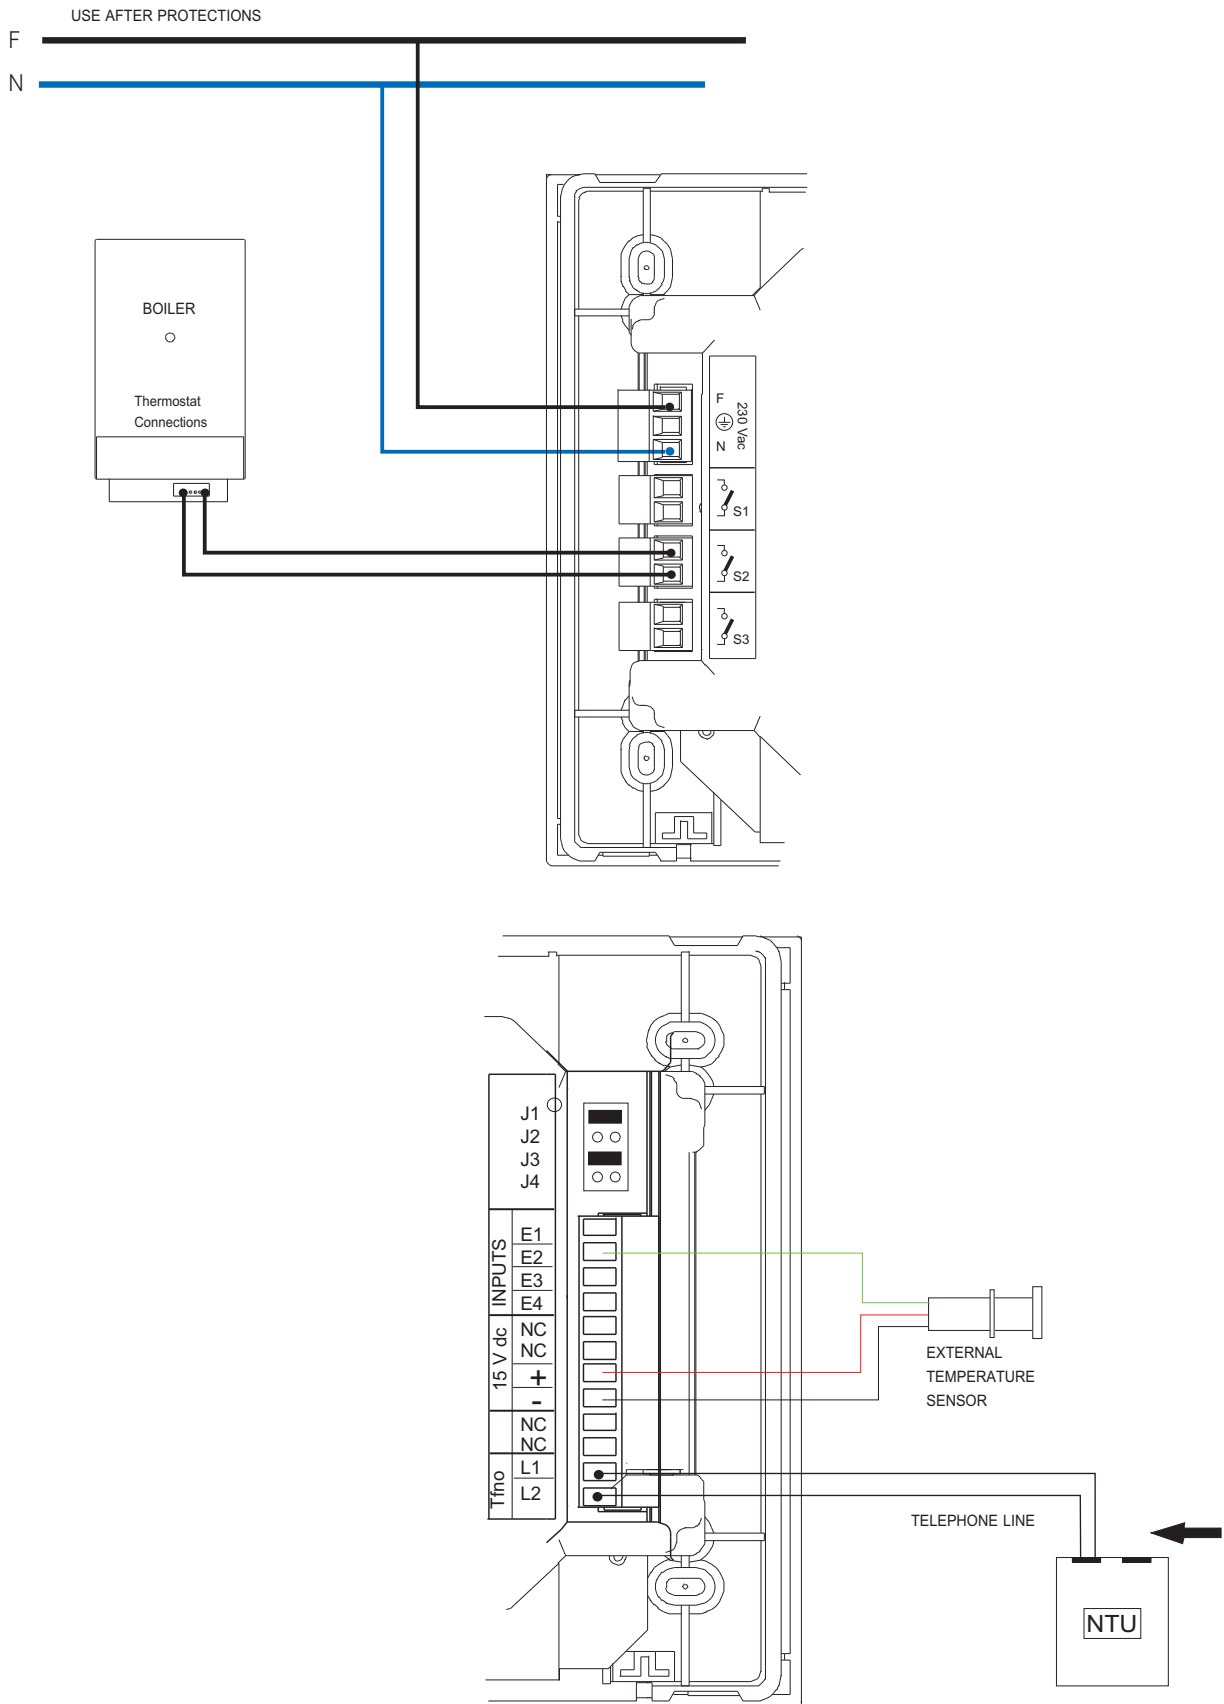 USE AFTER PROTECTIONS
F
N
BOILER
Thermostat
Connections
F
230 Vac
N
S1
S2
S3
J1
J2
J3
J4
INPUTS
E1
E2
E3
E4
15 V dc
NC
NC
+
-
NC
NC
Tfno
L1
L2
EXTERNAL
TEMPERATURE
SENSOR
TELEPHONE LINE
NTU